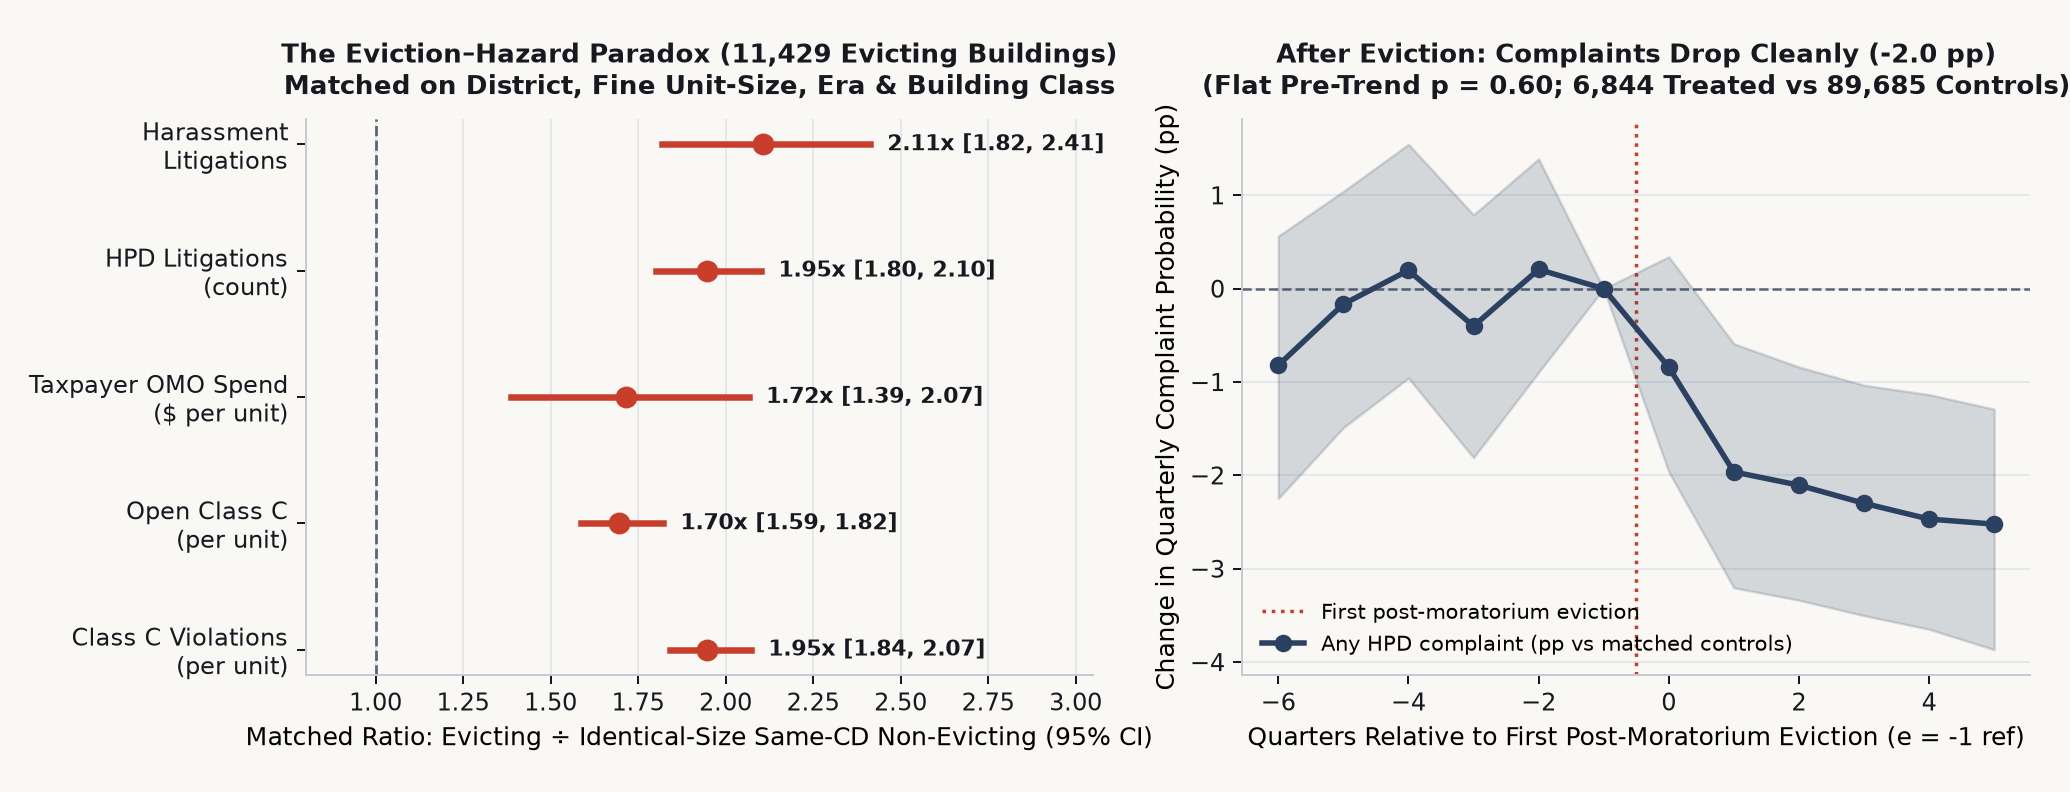 The Eviction–Hazard Paradox (11,429 Evicting Buildings)
Matched on District, Fine Unit-Size, Era & Building Class
Harassment
Litigations
2.11x [1.82, 2.41]
HPD Litigations
(count)
1.95x [1.80, 2.10]
Taxpayer OMO Spend
($ per unit)
1.72x [1.39, 2.07]
Open Class C
(per unit)
1.70x [1.59, 1.82]
Class C Violations
(per unit)
1.95x [1.84, 2.07]
1.00 1.25 1.50 1.75 2.00 2.25 2.50 2.75 3.00
Matched Ratio: Evicting ÷ Identical-Size Same-CD Non-Evicting (95% CI)
After Eviction: Complaints Drop Cleanly (-2.0 pp)
(Flat Pre-Trend p = 0.60; 6,844 Treated vs 89,685 Controls)
Change in Quarterly Complaint Probability (pp)
1
0
−1
−2
−3
−4
First post-moratorium eviction
Any HPD complaint (pp vs matched controls)
−6 −4 −2 0 2 4
Quarters Relative to First Post-Moratorium Eviction (e = -1 ref)